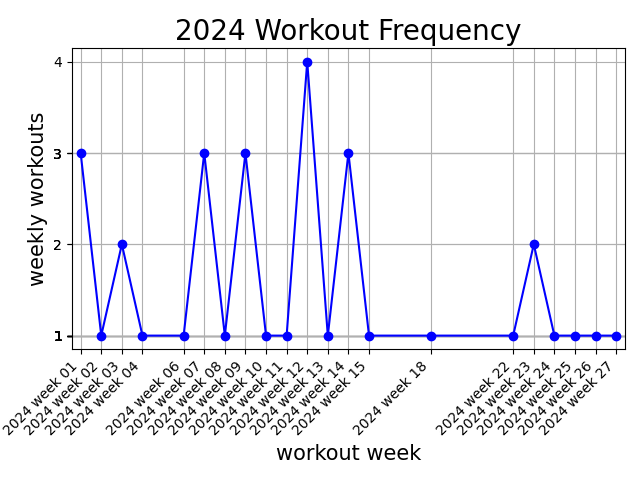 2024 Workout Frequency
4
3
2
1
weekly workouts
2024 week 01
2024 week 02
2024 week 03
2024 week 04
2024 week 06
2024 week 07
2024 week 08
2024 week 09
2024 week 10
2024 week 11
2024 week 12
2024 week 13
2024 week 14
2024 week 15
2024 week 18
2024 week 22
2024 week 23
2024 week 24
2024 week 25
2024 week 26
2024 week 27
workout week